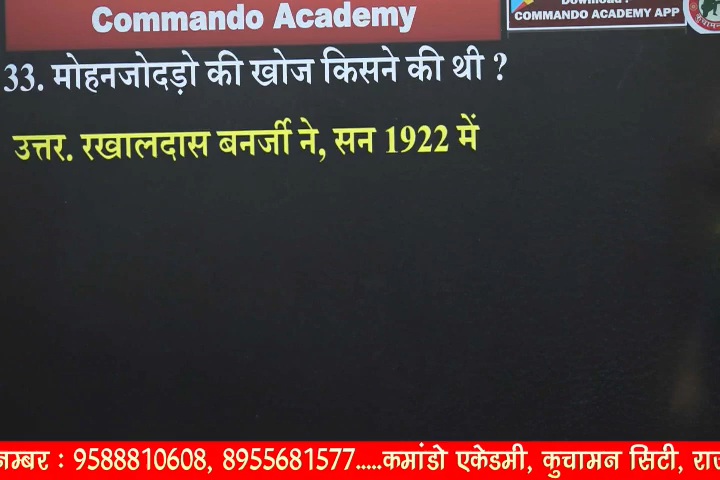 Commando Academy
COMMANDO ACADEMY APP
33. मोहनजोदड़ो की खोज किसने की थी ?
उत्तर. रखालदास बनर्जी ने, सन 1922 में
: 9588810608, 8955681577.....कमांडो एकेडमी, कुचामन सिटी,